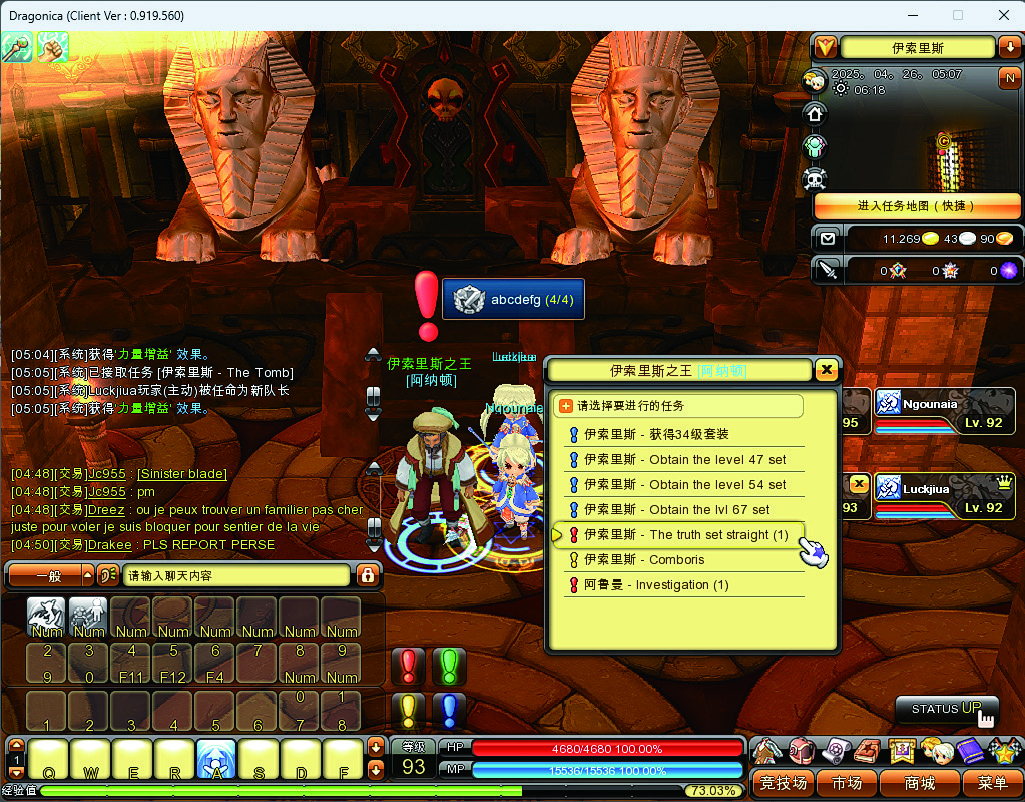 Dragonica (Client Ver : 0.919.560)
伊索里斯
2025。04。26。05:07
N
06:18
进入任务地图 ( 快捷 )
11.269 43 90
0 0 0
abcdefg (4/4)
[05:04][系统]获得'力量增益' 效果。
[05:05][系统]已接取任务 [伊索里斯 - The Tomb]
[05:05][系统]Luckjiua玩家(主动)被任命为新队长
[05:05][系统]获得'力量增益' 效果。
伊索里斯之王
[阿纳顿]
Luckjiua
Ngounaie
伊索里斯之王 [阿纳顿]
请选择要进行的任务
伊索里斯 - 获得34级套装
伊索里斯 - Obtain the level 47 set
伊索里斯 - Obtain the level 54 set
伊索里斯 - Obtain the lvl 67 set
伊索里斯 - The truth set straight (1)
伊索里斯 - Comboris
阿鲁曼 - Investigation (1)
95
Ngounaia
Lv. 92
93
Luckjiua
Lv. 92
[04:48][交易]Jc955 : [Sinister blade]
[04:48][交易]Jc955 : pm
[04:48][交易]Dreez : ou je peux trouver un familier pas cher
juste pour voler je suis bloquer pour sentier de la vie
[04:50][交易]Drakee : PLS REPORT PERSE
一般
请输入聊天内容
Num Num Num Num Num Num Num Num
2 3 4 5 6 7 8 9
9 0 F11 F12 F4 Num Num
0 1
1 2 3 4 5 6 7 8
STATUS UP
1
Q W E R A S D F
等级
93
HP 4680/4680 100.00%
MP 15536/15536 100.00%
经验值
73.03%
竞技场 市场 商城 菜单